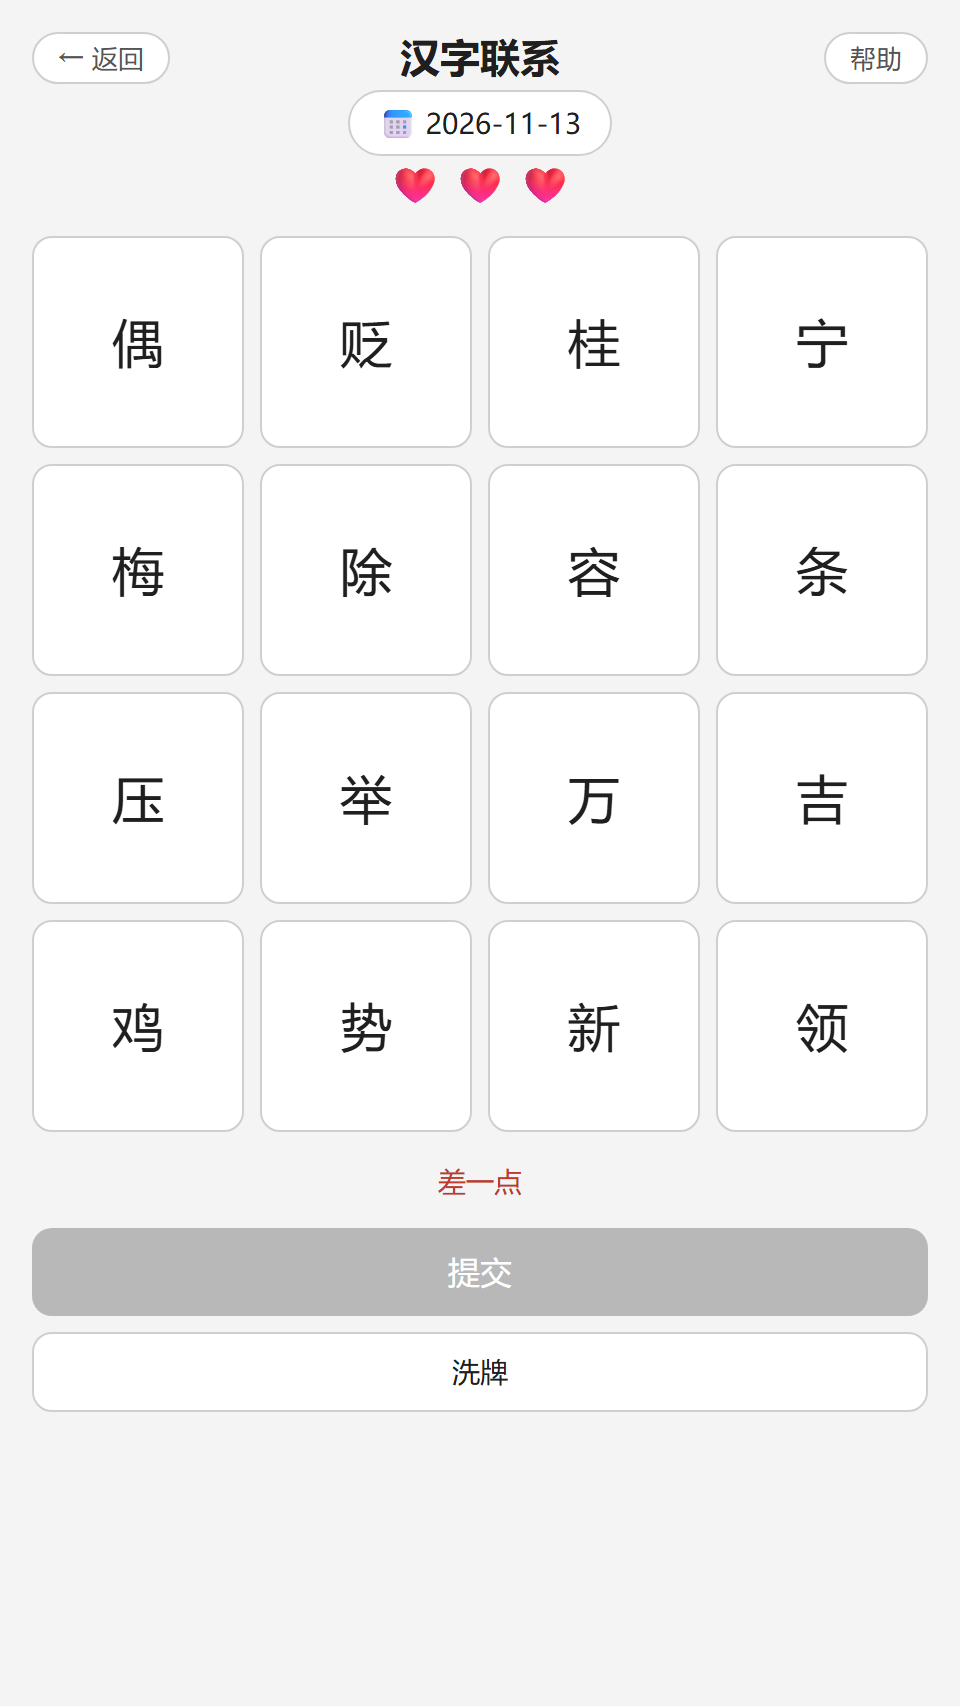 ← 返回
汉字联系
帮助
2026-11-13
偶 贬 桂 宁
梅 除 容 条
压 举 万 吉
鸡 势 新 领
差一点
提交
洗牌